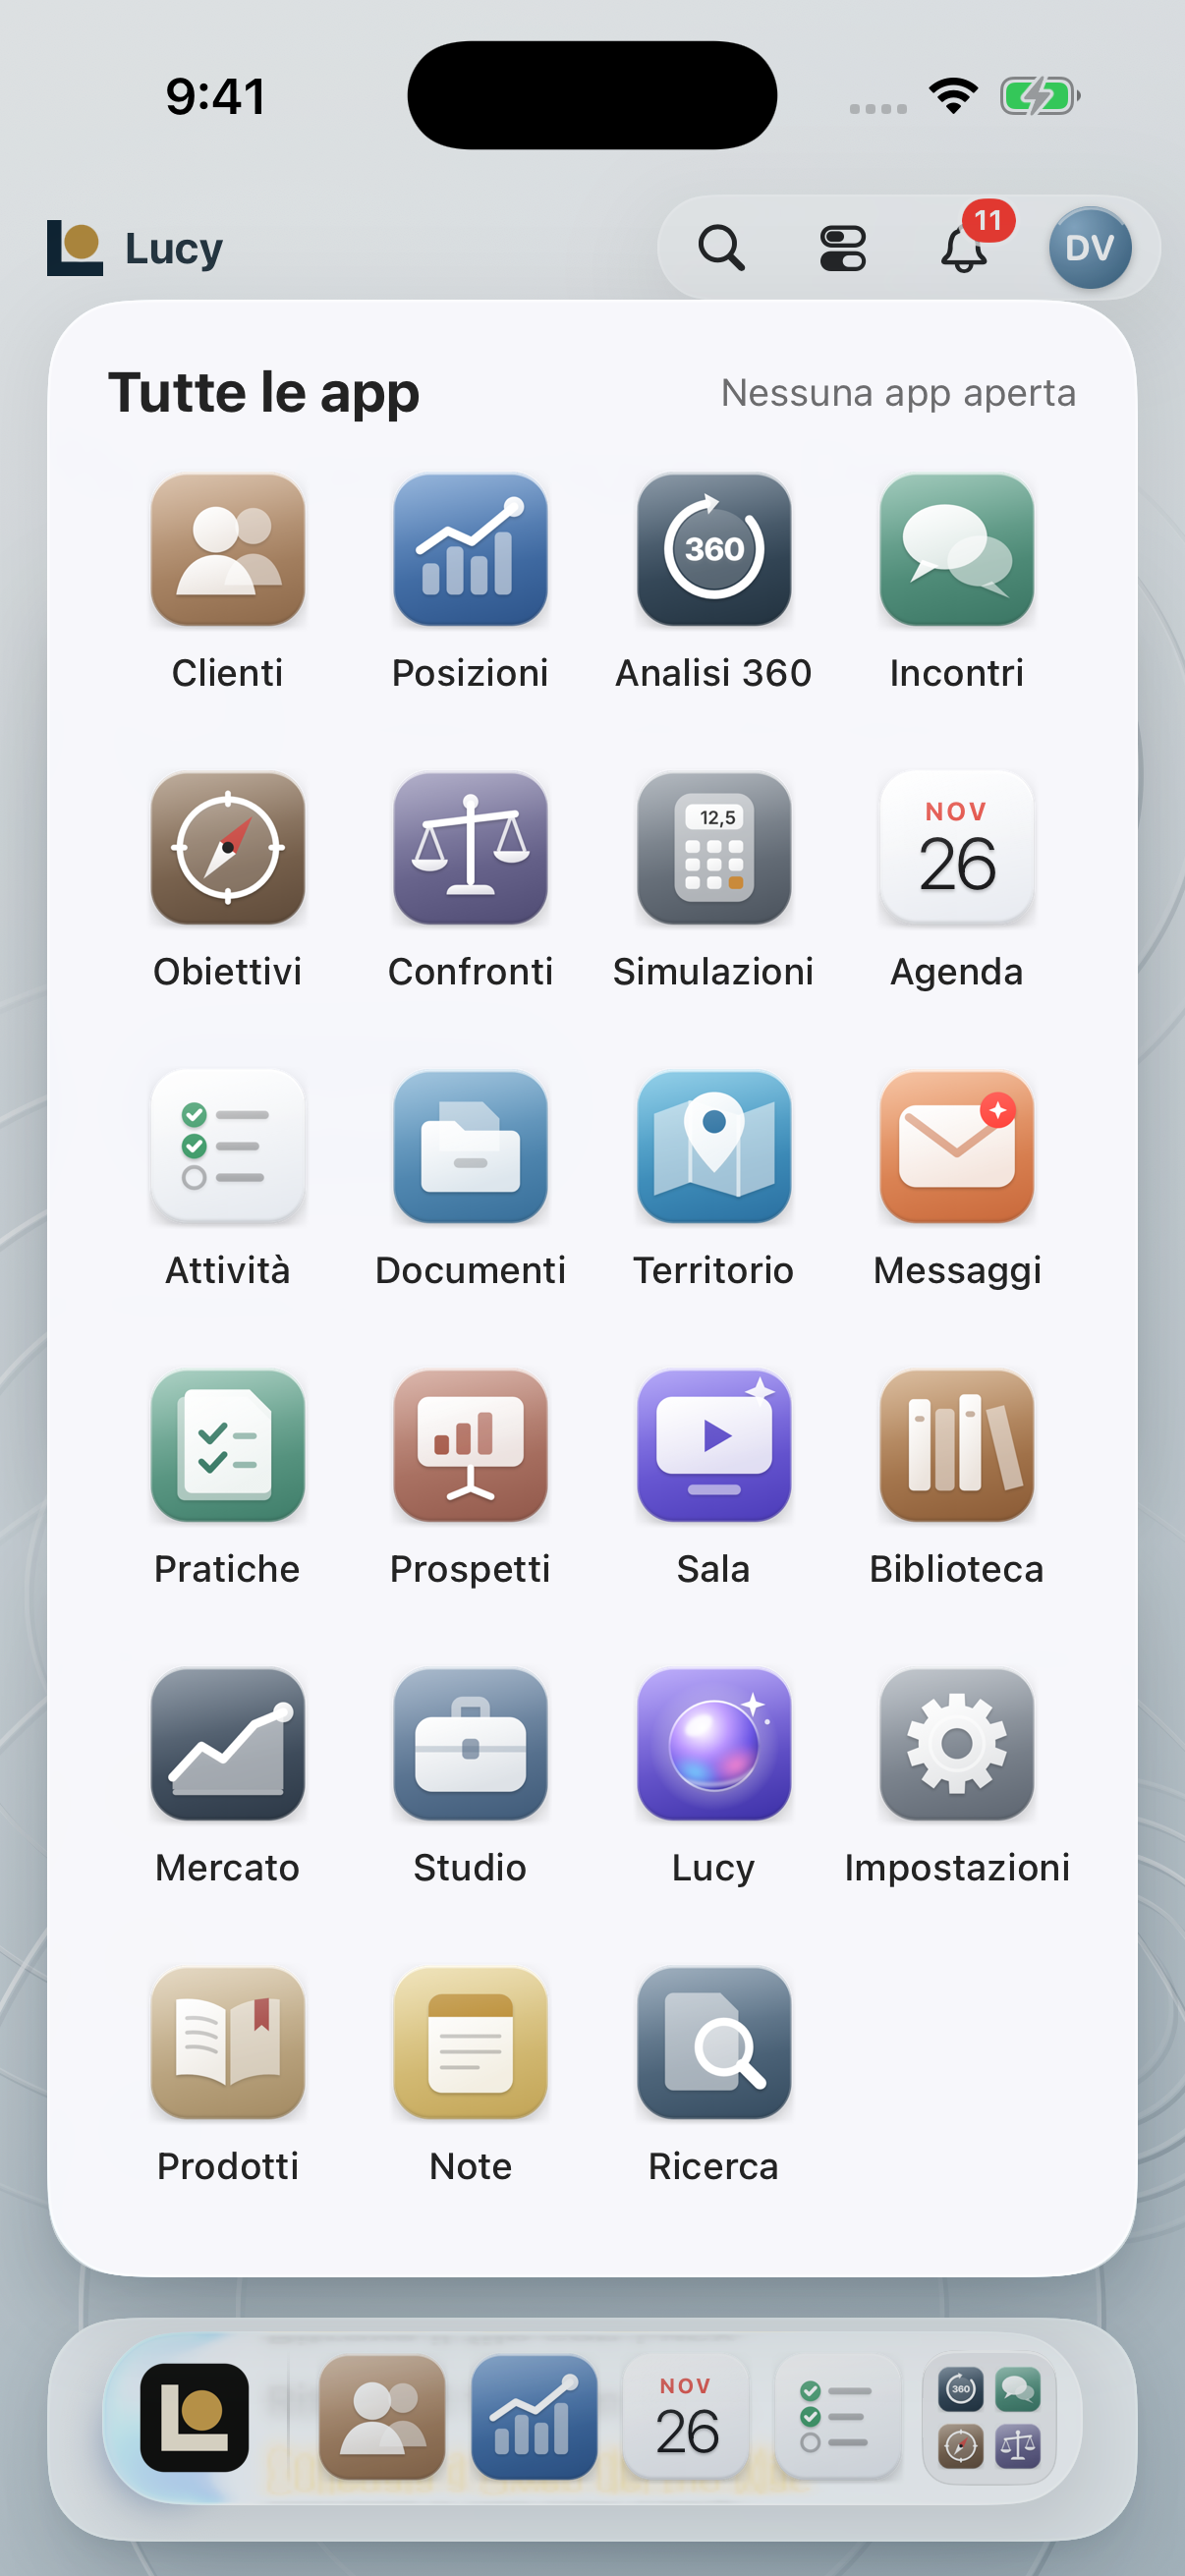 9:41
Lucy
11
DV
Tutte le app
Nessuna app aperta
360
Clienti
Posizioni
Analisi 360
Incontri
12,5
NOV
26
Obiettivi
Confronti
Simulazioni
Agenda
Attività
Documenti
Territorio
Messaggi
Pratiche
Prospetti
Sala
Biblioteca
Mercato
Studio
Lucy
Impostazioni
Prodotti
Note
Ricerca
NOV
26
360